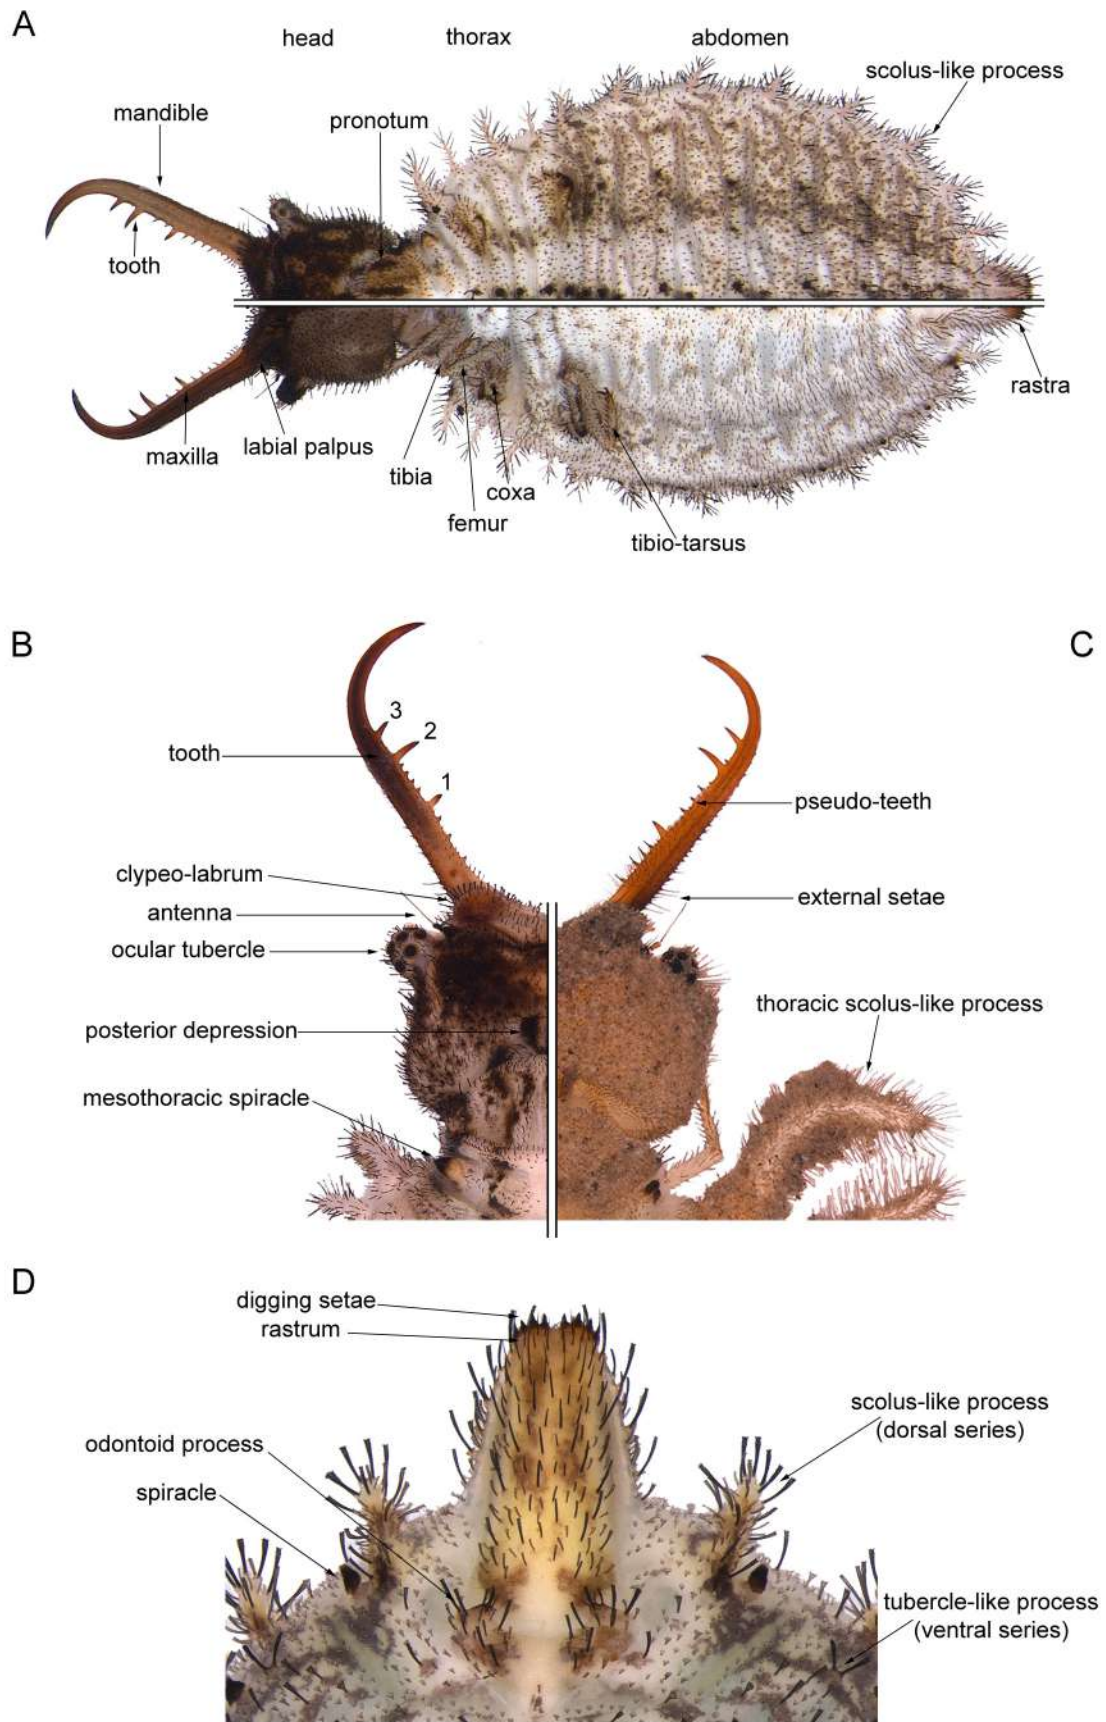 A
head
thorax
abdomen
scolus-like process
mandible
pronotum
tooth
rastra
maxilla
labial palpus
tibia
coxa
femur
tibio-tarsus
B
C
3
2
tooth
1
pseudo-teeth
clypeo-labrum
external setae
antenna
ocular tubercle
thoracic scolus-like process
posterior depression
mesothoracic spiracle
D
digging setae
rastrum
scolus-like process
(dorsal series)
odontoid process
spiracle
tubercle-like process
(ventral series)